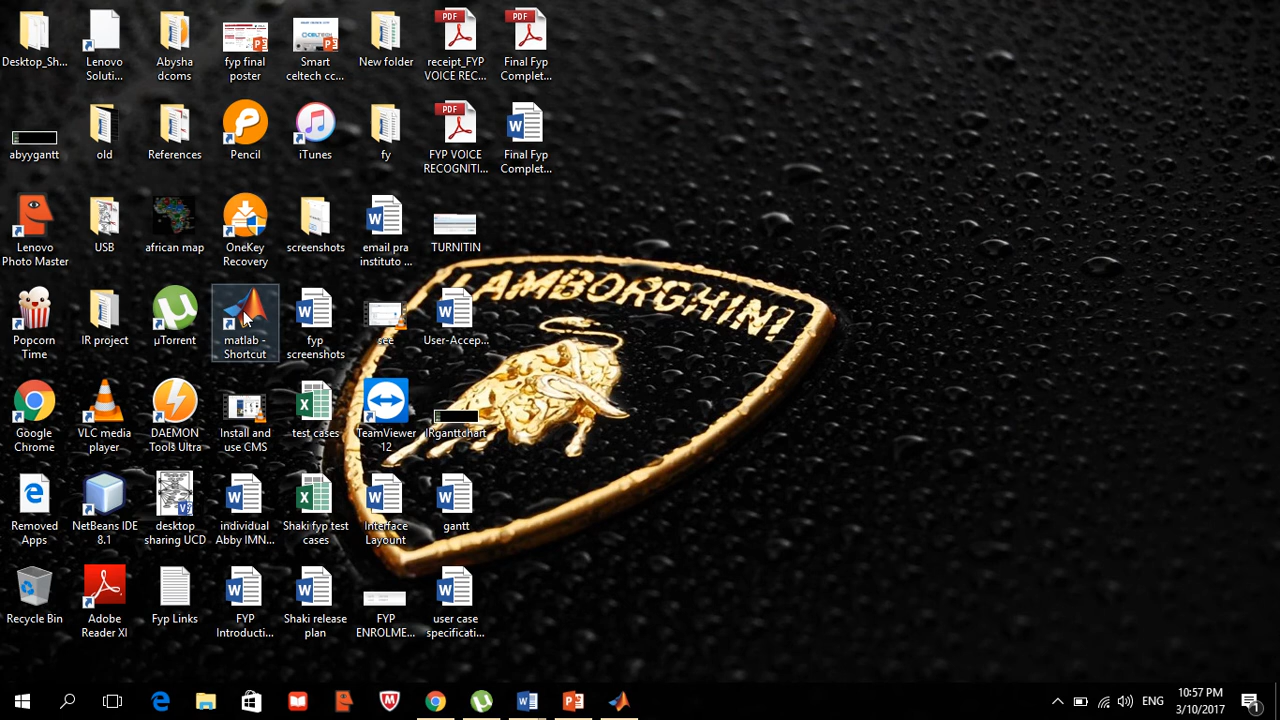 Desktop_Sh...
Lenovo
Soluti...
Abysha
dcoms
fyp final
poster
Smart
celtech cc...
New folder
receipt_FYP
VOICE REC...
Final Fyp
Complet...
abyygantt
old
References
Pencil
iTunes
fy
FYP VOICE
RECOGNITI...
Final Fyp
Complet...
Lenovo
Photo Master
USB
african map
OneKey
Recovery
screenshots
email pra
instituto ...
TURNITIN
Popcorn
Time
IR project
µTorrent
matlab -
Shortcut
fyp
screenshots
see
User-Accep...
Google
Chrome
VLC media
player
DAEMON
Tools Ultra
Install and
use CMS
test cases
TeamViewer
12
IRganttchart
Removed
Apps
NetBeans IDE
8.1
desktop
sharing UCD
individual
Abby IMN...
Shaki fyp test
cases
Interface
Layount
gantt
Recycle Bin
Adobe
Reader XI
Fyp Links
FYP
Introducti...
Shaki release
plan
FYP
ENROLME...
user case
specificati...
LAMBORGHINI
ENG
10:57 PM
3/10/2017
1